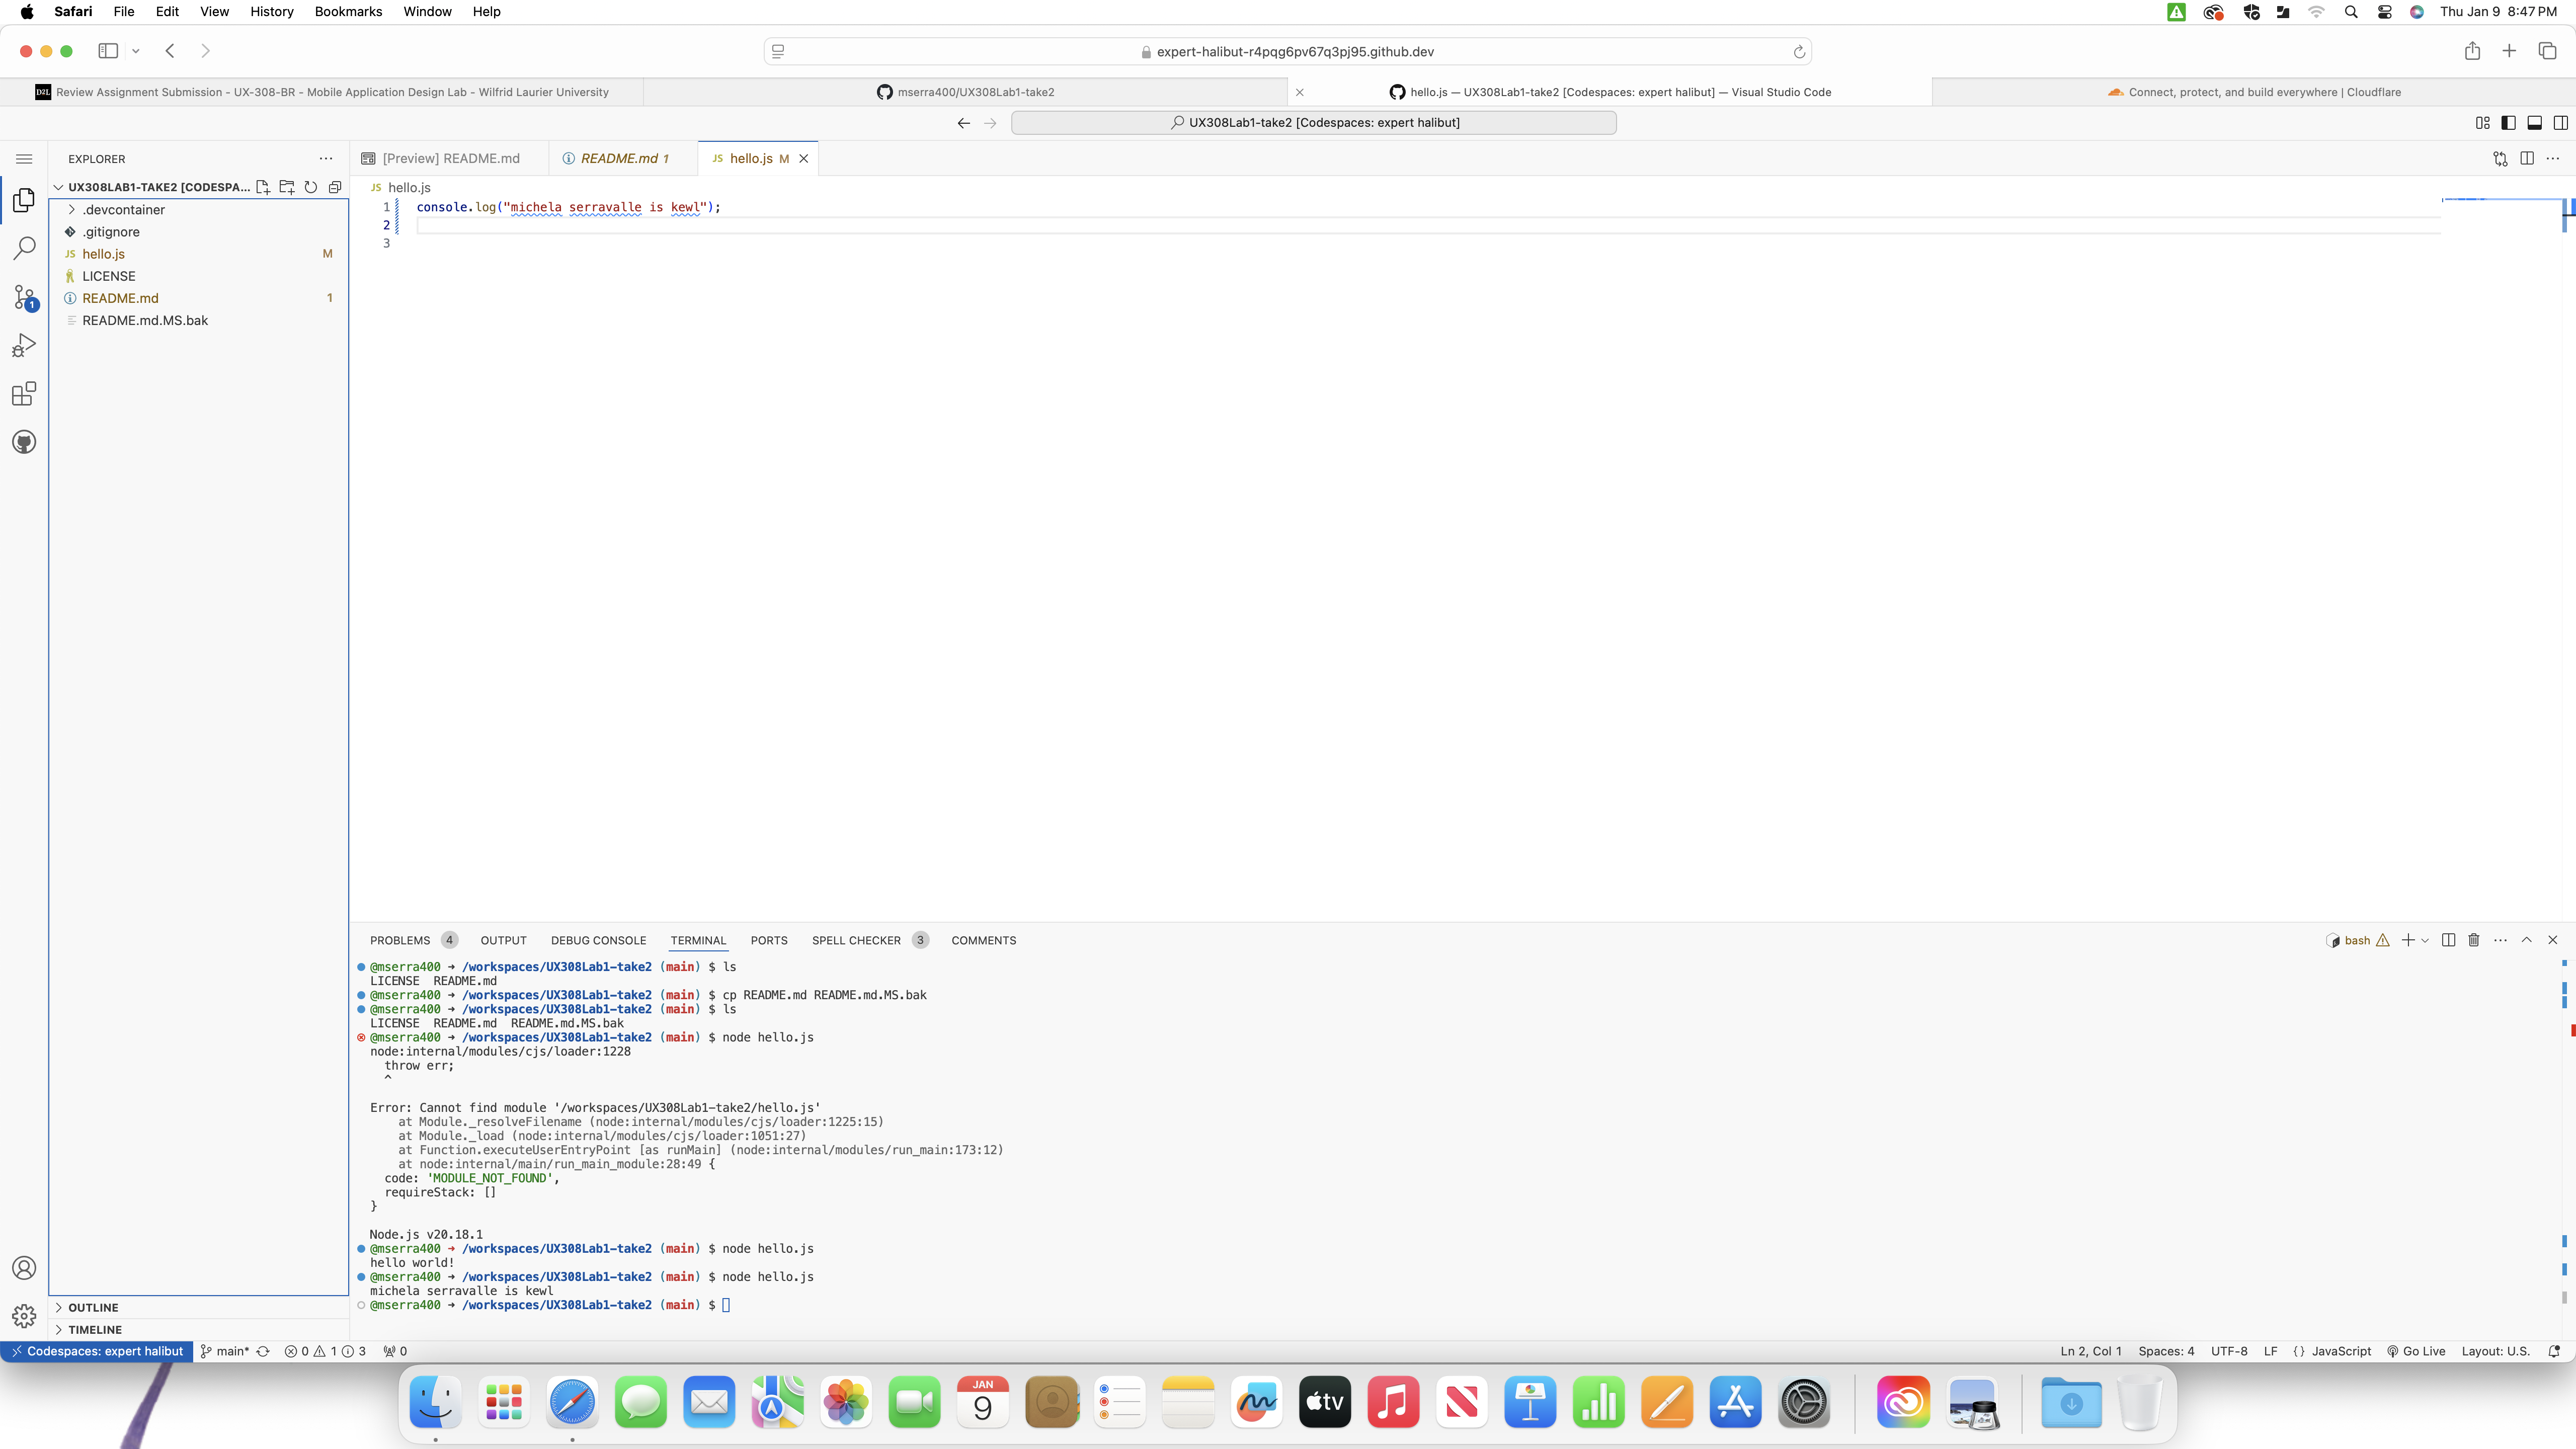 Safari File Edit View History Bookmarks Window Help Thu Jan 9 8:47 PM
expert-halibut-r4pqg6pv67q3pj95.github.dev
D2L Review Assignment Submission - UX-308-BR - Mobile Application Design Lab - Wilfrid Laurier University
mserra400/UX308Lab1-take2
hello.js — UX308Lab1-take2 [Codespaces: expert halibut] — Visual Studio Code
Connect, protect, and build everywhere | Cloudflare
UX308Lab1-take2 [Codespaces: expert halibut]
EXPLORER
UX308LAB1-TAKE2 [CODESPA...
.devcontainer
.gitignore
JS hello.js M
LICENSE
README.md 1
README.md.MS.bak
OUTLINE
TIMELINE
[Preview] README.md
README.md 1
JS hello.js M
JS hello.js
1 console.log("michela serravalle is kewl");
2
3
PROBLEMS 4 OUTPUT DEBUG CONSOLE TERMINAL PORTS SPELL CHECKER 3 COMMENTS
bash
@mserra400 → /workspaces/UX308Lab1-take2 (main) $ ls
LICENSE README.md
@mserra400 → /workspaces/UX308Lab1-take2 (main) $ cp README.md README.md.MS.bak
@mserra400 → /workspaces/UX308Lab1-take2 (main) $ ls
LICENSE README.md README.md.MS.bak
@mserra400 → /workspaces/UX308Lab1-take2 (main) $ node hello.js
node:internal/modules/cjs/loader:1228
throw err;
^
Error: Cannot find module '/workspaces/UX308Lab1-take2/hello.js'
at Module._resolveFilename (node:internal/modules/cjs/loader:1225:15)
at Module._load (node:internal/modules/cjs/loader:1051:27)
at Function.executeUserEntryPoint [as runMain] (node:internal/modules/run_main:173:12)
at node:internal/main/run_main_module:28:49 {
code: 'MODULE_NOT_FOUND',
requireStack: []
}
Node.js v20.18.1
@mserra400 → /workspaces/UX308Lab1-take2 (main) $ node hello.js
hello world!
@mserra400 → /workspaces/UX308Lab1-take2 (main) $ node hello.js
michela serravalle is kewl
@mserra400 → /workspaces/UX308Lab1-take2 (main) $
Codespaces: expert halibut main* 0 1 3 0
Ln 2, Col 1 Spaces: 4 UTF-8 LF {} JavaScript Go Live Layout: U.S.
JAN
9
tv